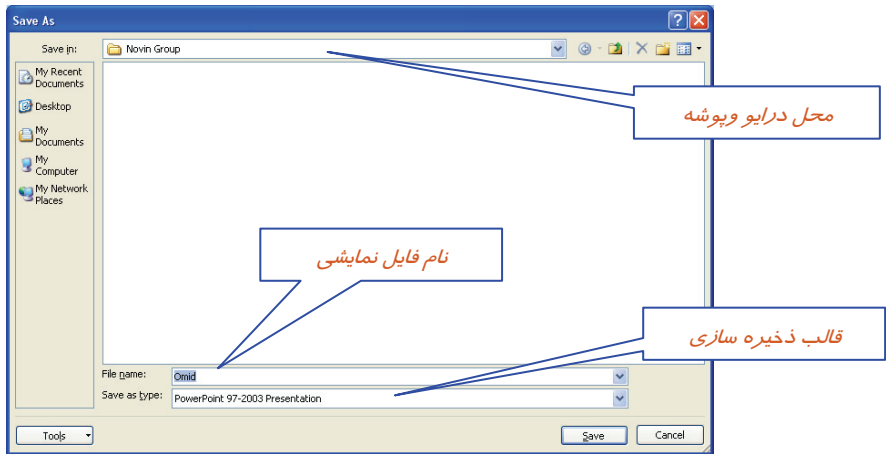 Save As
Save in:
Novin Group
My Recent
Documents
Desktop
My
Documents
My
Computer
My Network
Places
محل درایو وپوشه
نام فایل نمایشی
قالب ذخیره سازی
File name:
Omid
Save as type:
PowerPoint 97-2003 Presentation
Tools
Save
Cancel